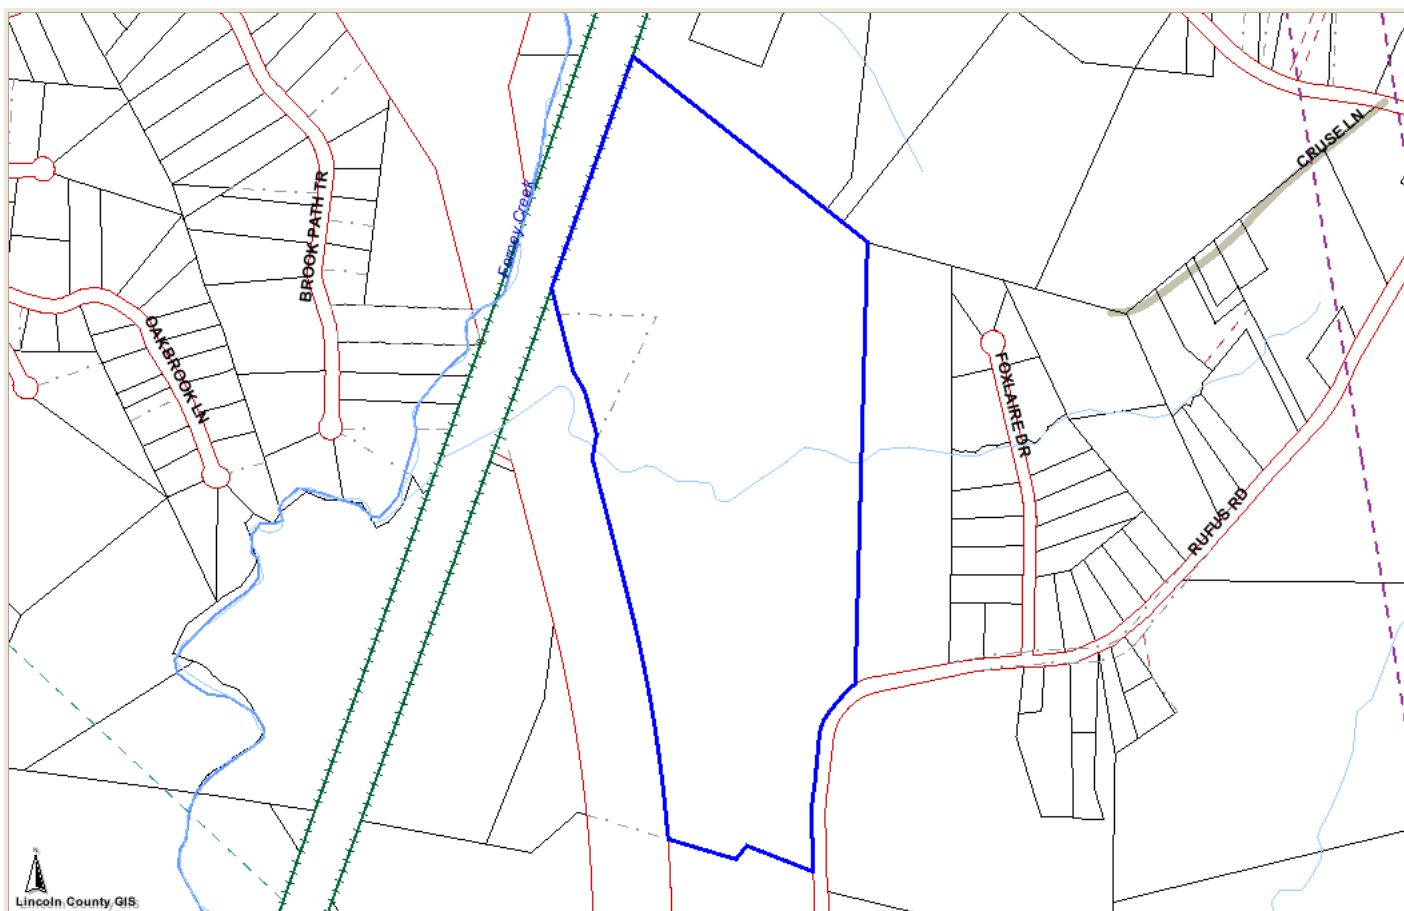 CRUSE LN
BROOK PATH TR
Forney Creek
OAKBROOK LN
FOXLAIRE DR
RUFUS RD
N
Lincoln County GIS